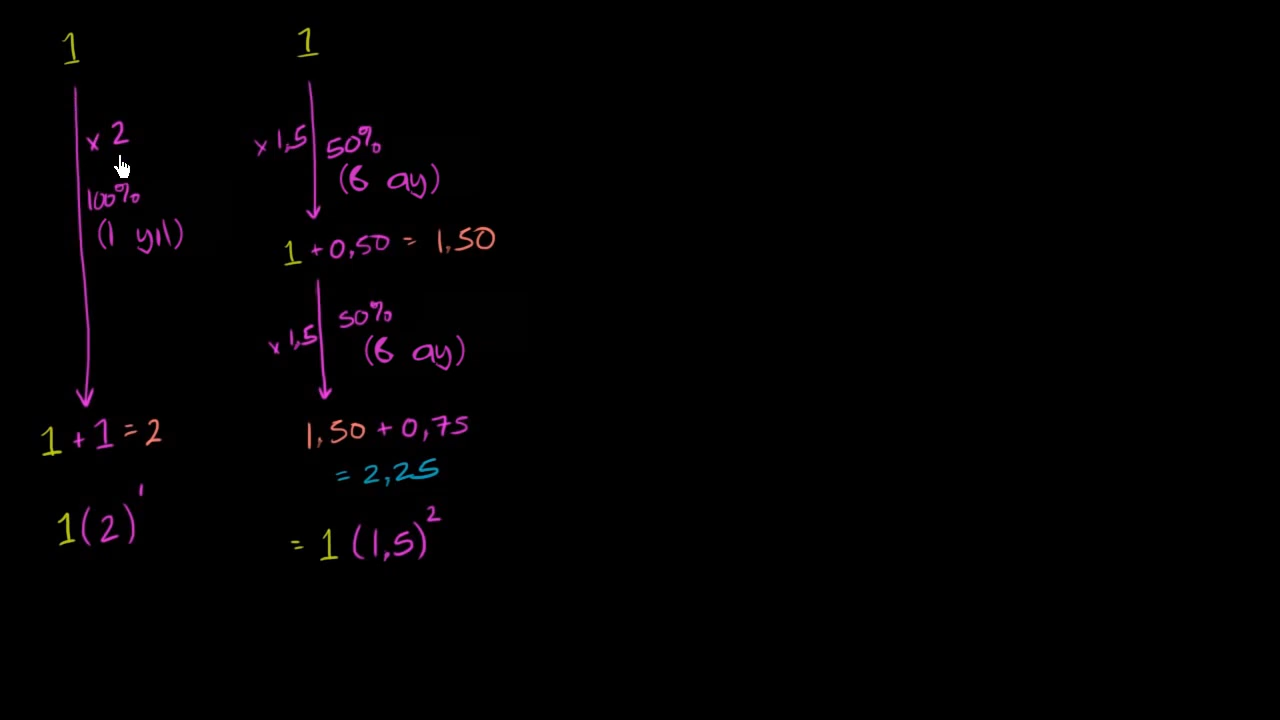 1
× 2
100%
(1 yıl)
1 + 1 = 2
1(2)¹
1
× 1,5
50%
(6 ay)
1 + 0,50 = 1,50
× 1,5
50%
(6 ay)
1,50 + 0,75
= 2,25
= 1 (1,5)²